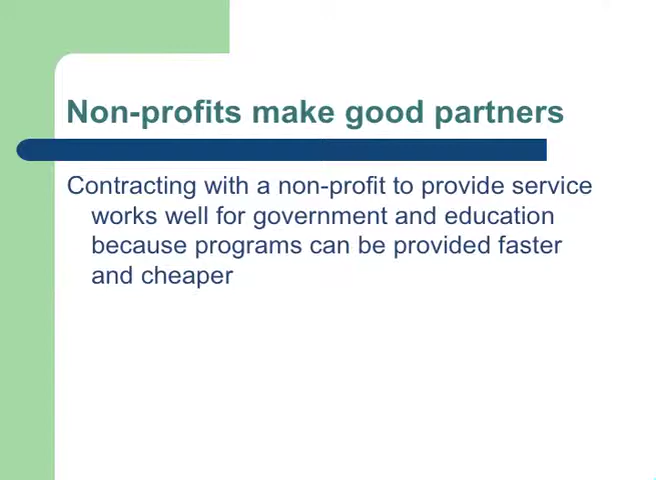 Non-profits make good partners
Contracting with a non-profit to provide service
works well for government and education
because programs can be provided faster
and cheaper